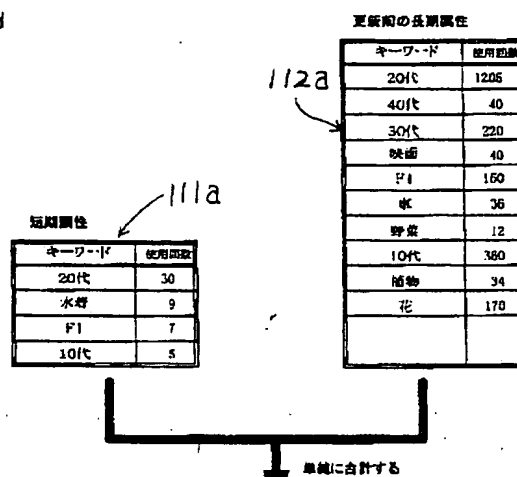 更新前の長期属性
キーワード 使用回数
20代 1205
40代 40
30代 220
映画 40
F1 160
水 36
野菜 12
10代 380
植物 34
花 170
112a
111a
短期属性
キーワード 使用回数
20代 30
水着 9
F1 7
10代 5
単純に合計する